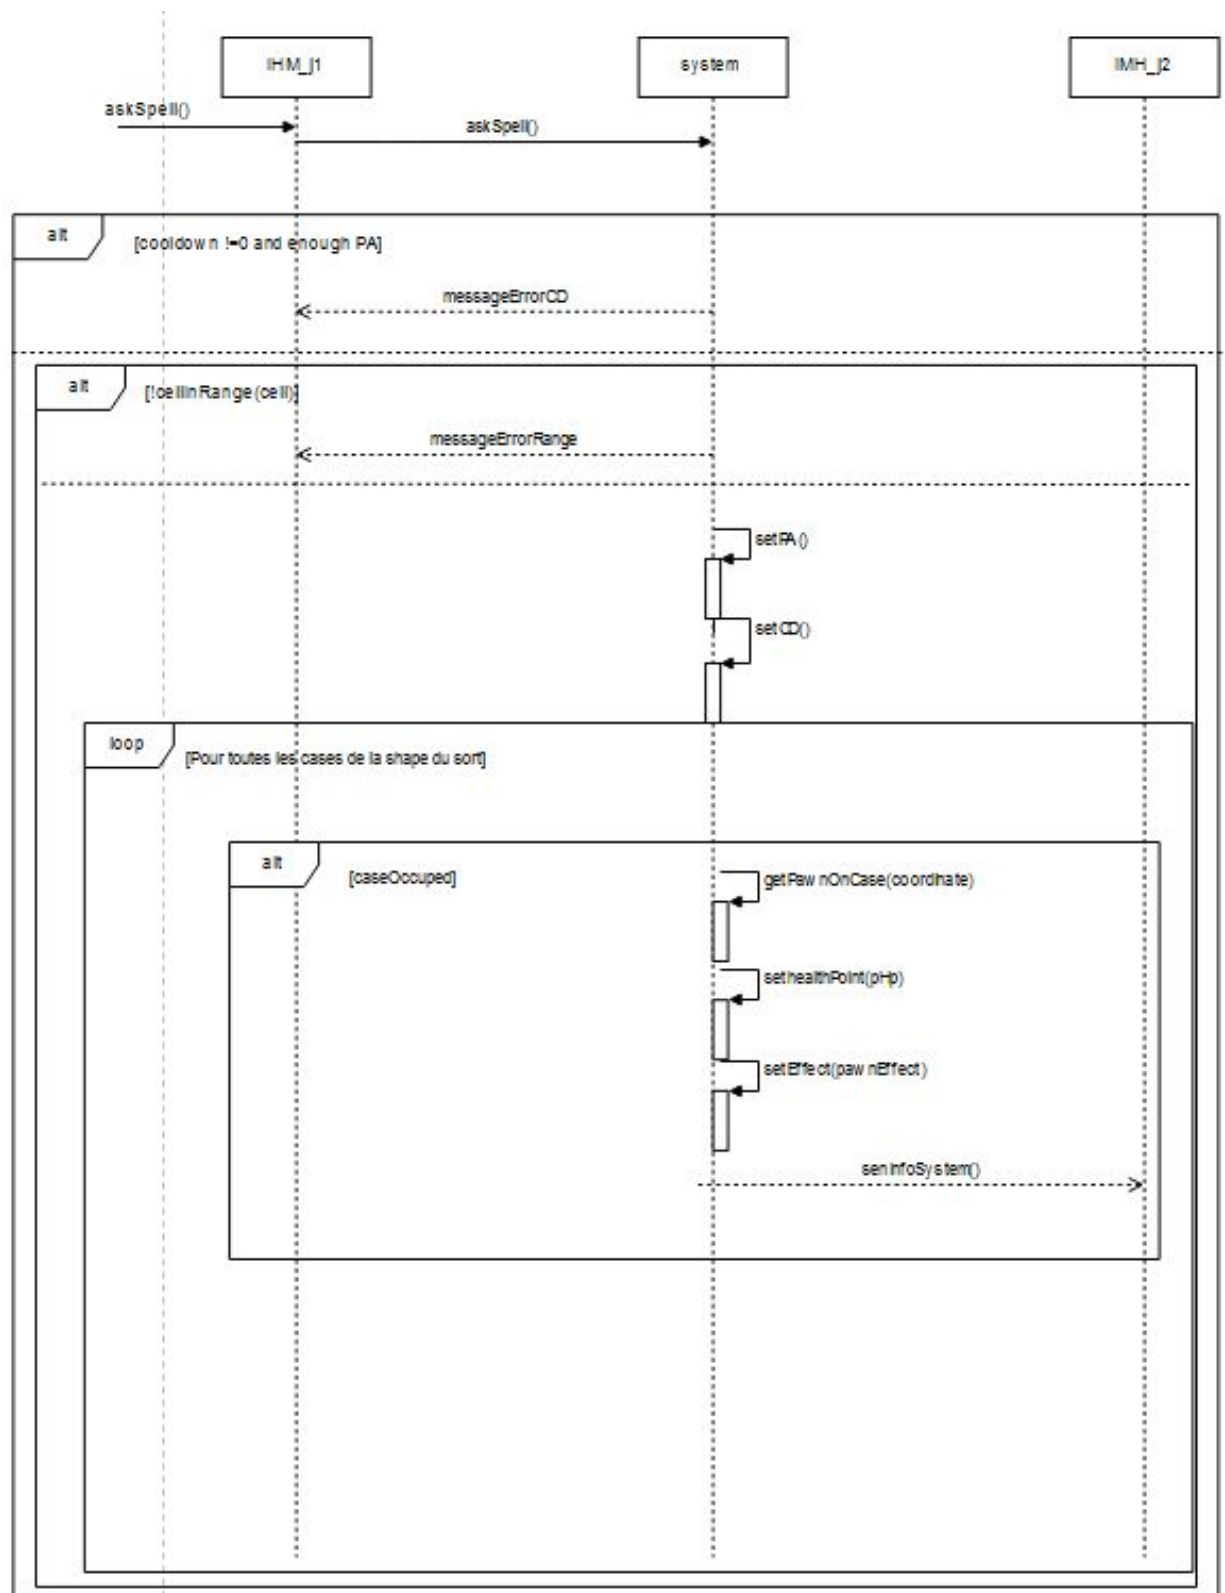 IHM_j1
system
IMH_j2
askSpell()
askSpell()
alt
[cooldown !=0 and enough PA]
messageErrorCD
alt
[!cellinRange(cell)]
messageErrorRange
setPA()
setCD()
loop
[Pour toutes les cases de la shape du sort]
alt
[caseOccuped]
getPawnOnCase(coordinate)
sethealthPoint(pHp)
setEffect(pawnEffect)
senInfoSystem()